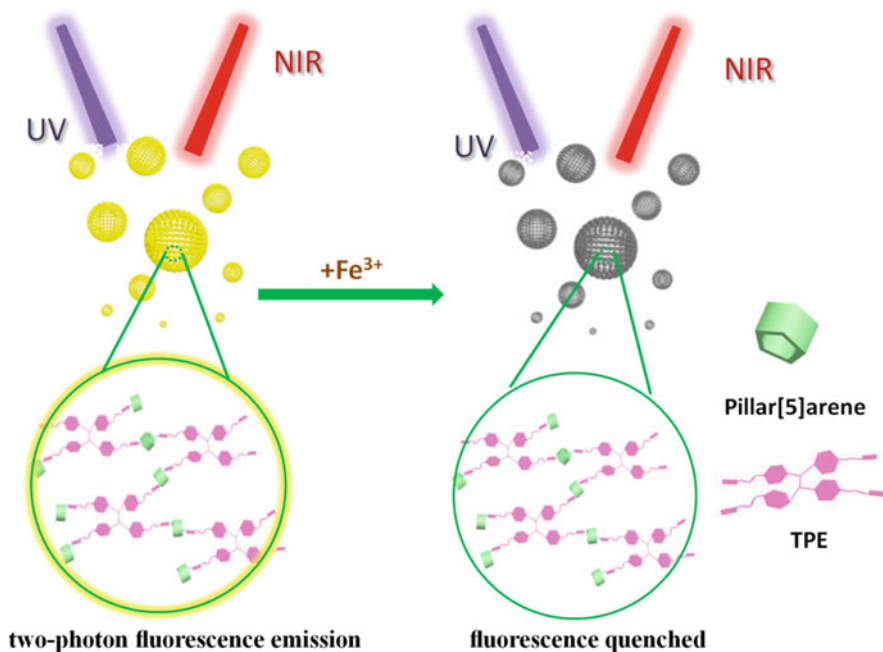 NIR
UV
+Fe³⁺
NIR
UV
Pillar[5]arene
TPE
two-photon fluorescence emission
fluorescence quenched